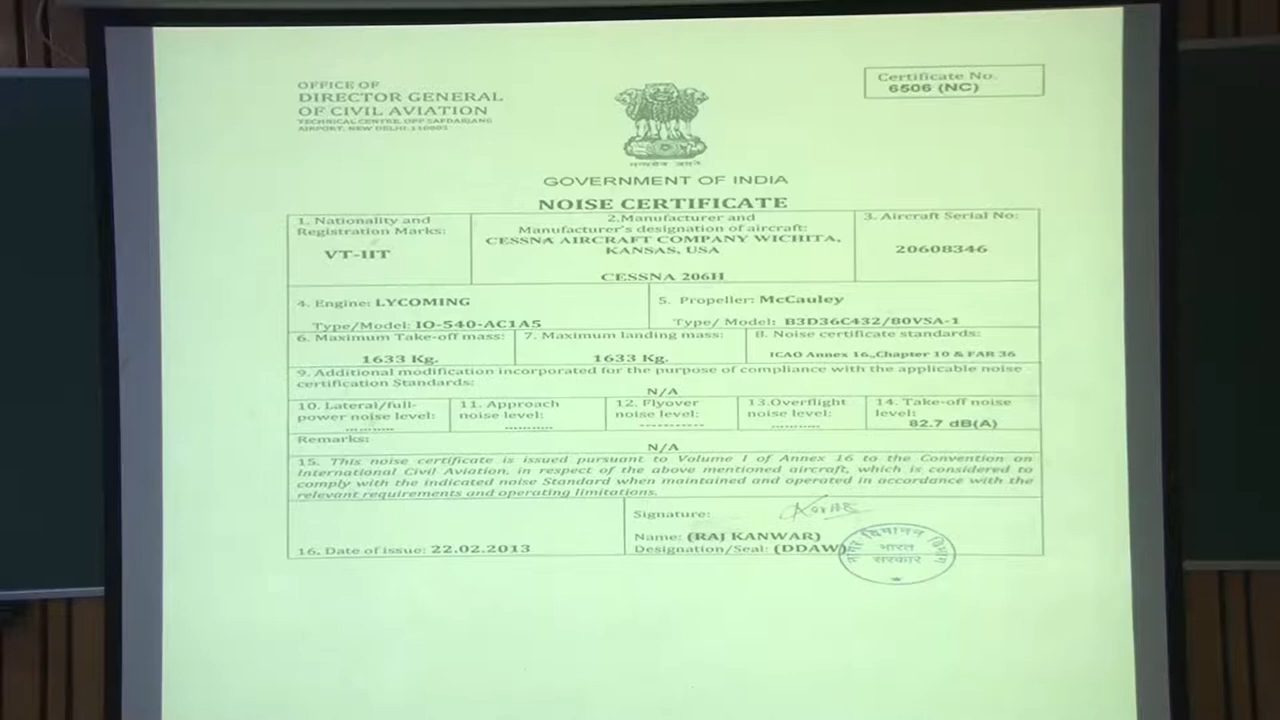 OFFICE OF
DIRECTOR GENERAL
OF CIVIL AVIATION
TECHNICAL CENTRE, OPP SAFDARJANG
AIRPORT, NEW DELHI-110003
Certificate No.
6506 (NC)
सत्यमेव जयते
GOVERNMENT OF INDIA
NOISE CERTIFICATE
1. Nationality and
Registration Marks:
VT-IIT
2.Manufacturer and
Manufacturer's designation of aircraft:
CESSNA AIRCRAFT COMPANY WICHITA,
KANSAS, USA
CESSNA 206H
3. Aircraft Serial No:
20608346
4. Engine: LYCOMING
Type/Model: IO-540-AC1A5
5. Propeller: McCauley
Type/ Model: B3D36C432/80VSA-1
6. Maximum Take-off mass:
1633 Kg.
7. Maximum landing mass:
1633 Kg.
8. Noise certificate standards:
ICAO Annex 16,,Chapter 10 & FAR 36
9. Additional modification incorporated for the purpose of compliance with the applicable noise
certification Standards:
N/A
10. Lateral/full-
power noise level:
..........
11. Approach
noise level:
..........
12. Flyover
noise level:
............
13.Overflight
noise level:
..........
14. Take-off noise
level:
82.7 dB(A)
Remarks:
N/A
15. This noise certificate is issued pursuant to Volume I of Annex 16 to the Convention on
International Civil Aviation, in respect of the above mentioned aircraft, which is considered to
comply with the indicated noise Standard when maintained and operated in accordance with the
relevant requirements and operating limitations.
16. Date of issue: 22.02.2013
Signature:
Name: (RAJ KANWAR)
Designation/Seal: (DDAW)
नगर विमानन विभाग
भारत
सरकार